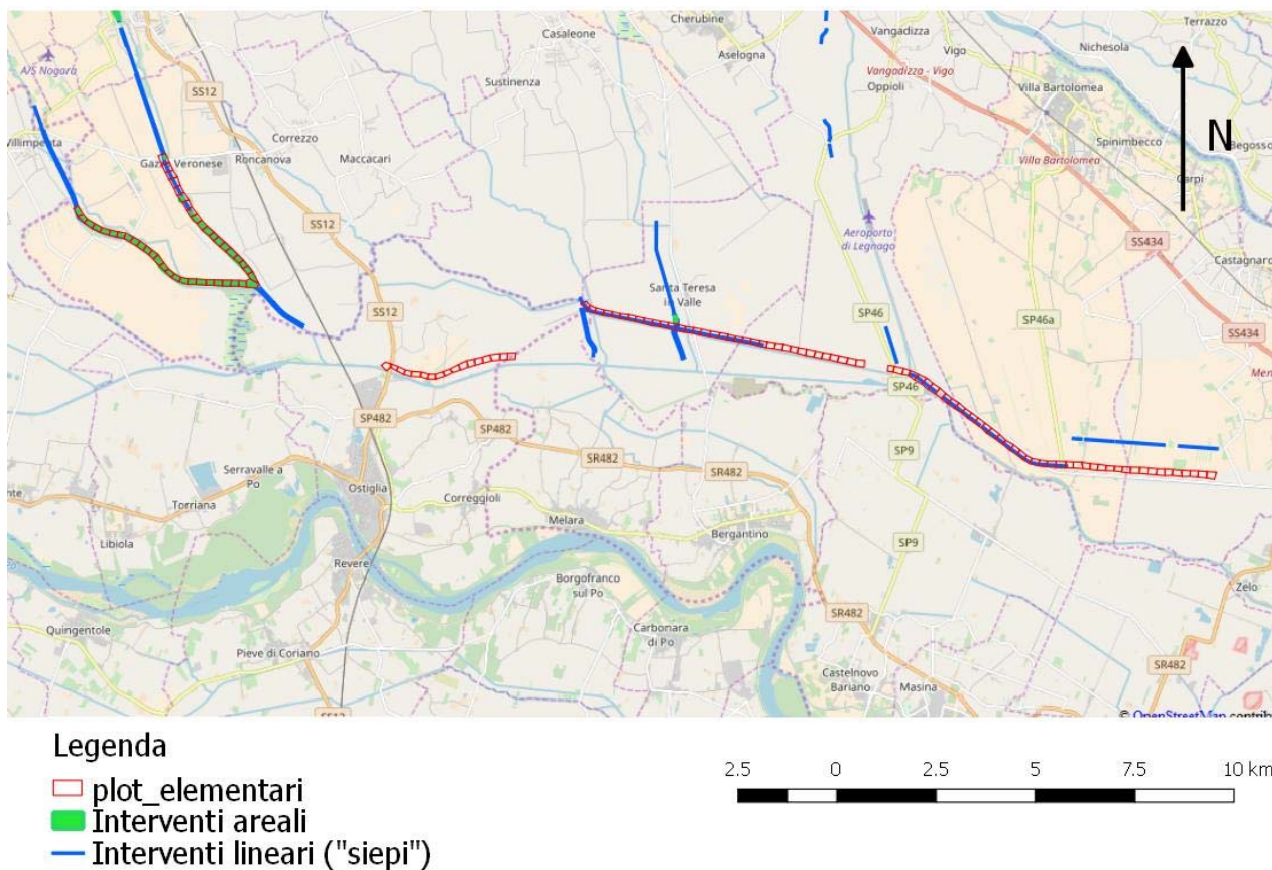 Cherubine
Terrazzo
Casaleone
Vangadizza
Nichesola
Aselogna
Vigo
A/S Nogara
Sustinenza
Vangadizza - Vigo
Oppioli
Villa Bartolomea
SS12
N
Correzzo
Spinimbecco
Begosso
Villimpenta
Maccacari
Roncanova
Villa Bartolomea
Carpi
SS12
Aeroporto
di Legnago
SS434
Castagnaro
Santa Teresa
in Valle
SS12
SP46
SP46a
SS434
SP46
SP482
SP482
SP9
Serravalle a
Po
SR482
SR482
Ostiglia
Correggioli
Torriana
Melara
Bergantino
SP9
Libiola
Revere
Borgofranco
sul Po
Zelo
Quingentole
Carbonara
di Po
SR482
Pieve di Coriano
SR482
Castelnovo
Bariano
Masina
SS12
© OpenStreetMap
Legenda
plot_elementari
Interventi areali
Interventi lineari ("siepi")
2.5 0 2.5 5 7.5 10 km